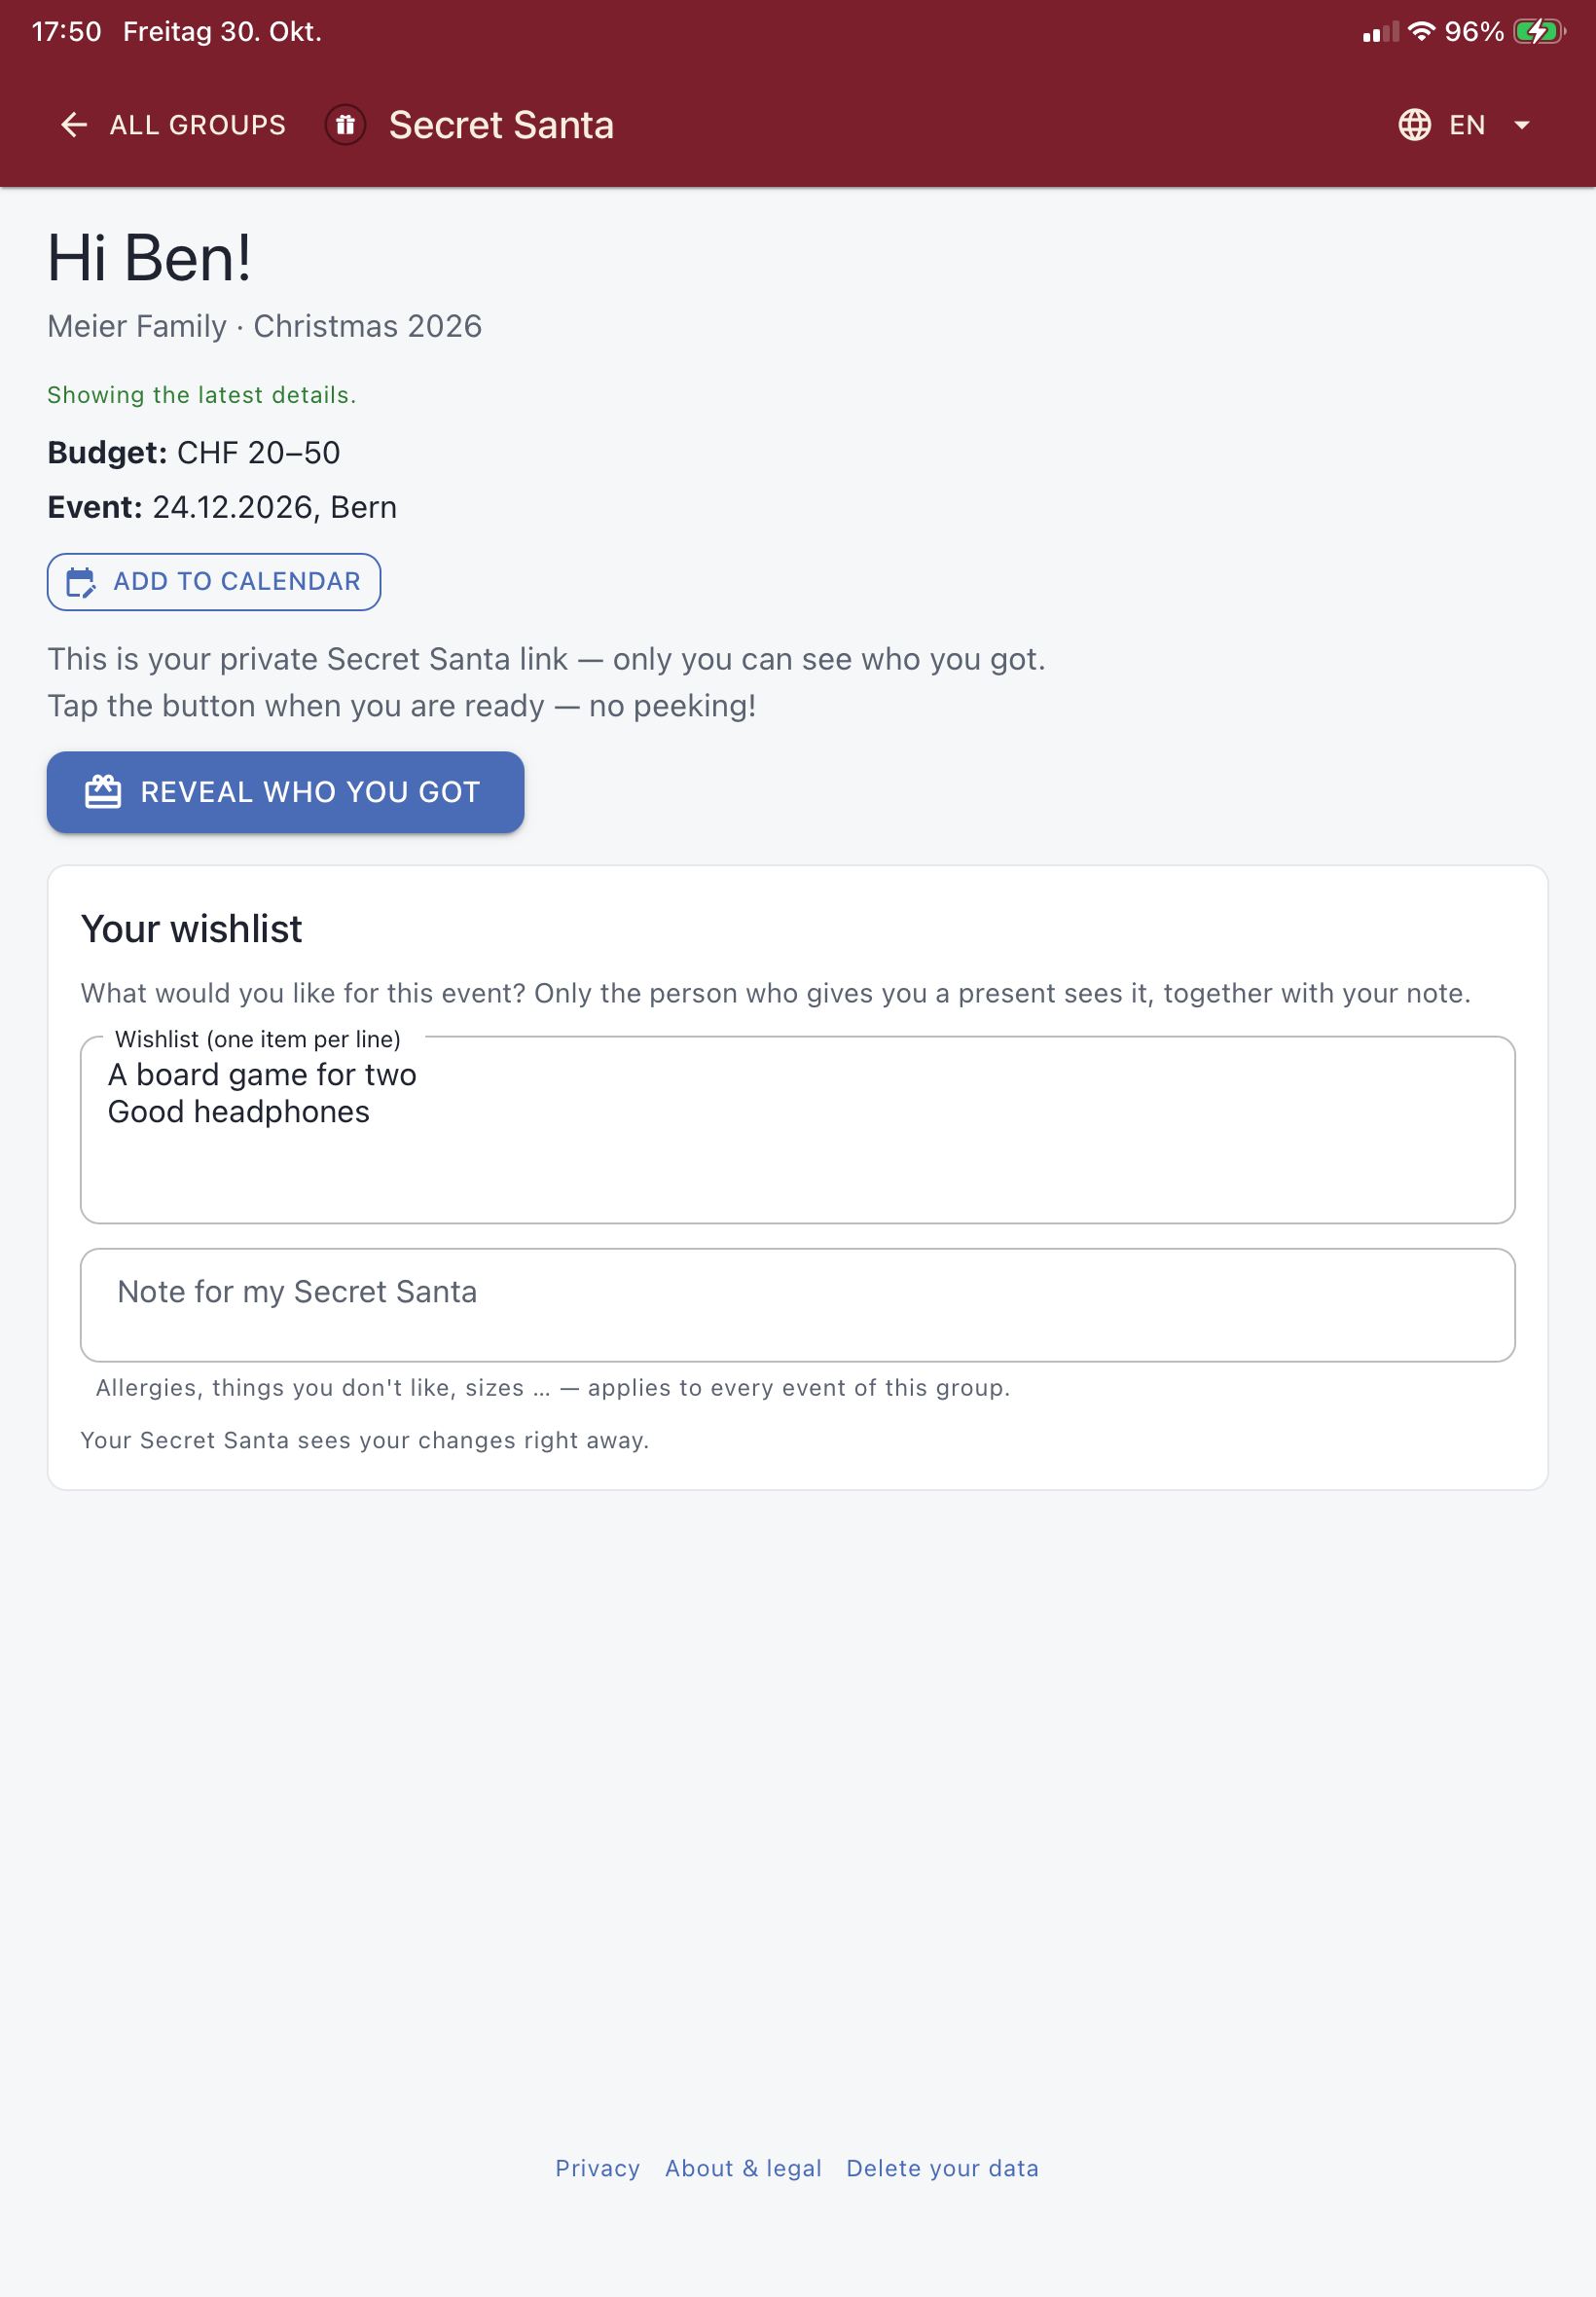 17:50 Freitag 30. Okt.
96%
ALL GROUPS
Secret Santa
EN
Hi Ben!
Meier Family · Christmas 2026
Showing the latest details.
Budget: CHF 20–50
Event: 24.12.2026, Bern
ADD TO CALENDAR
This is your private Secret Santa link — only you can see who you got.
Tap the button when you are ready — no peeking!
REVEAL WHO YOU GOT
Your wishlist
What would you like for this event? Only the person who gives you a present sees it, together with your note.
Wishlist (one item per line)
A board game for two
Good headphones
Note for my Secret Santa
Allergies, things you don't like, sizes … — applies to every event of this group.
Your Secret Santa sees your changes right away.
Privacy About & legal Delete your data